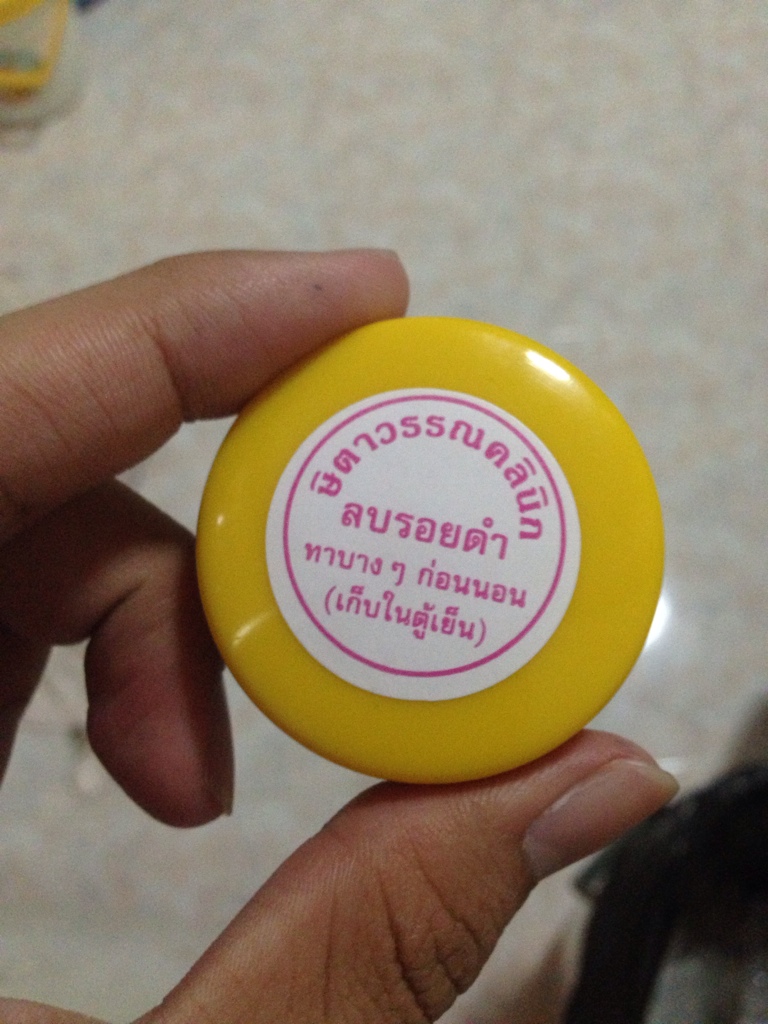 ษิตาวรรณคลินิก
ลบรอยดำ
ทาบาง ๆ ก่อนนอน
(เก็บในตู้เย็น)